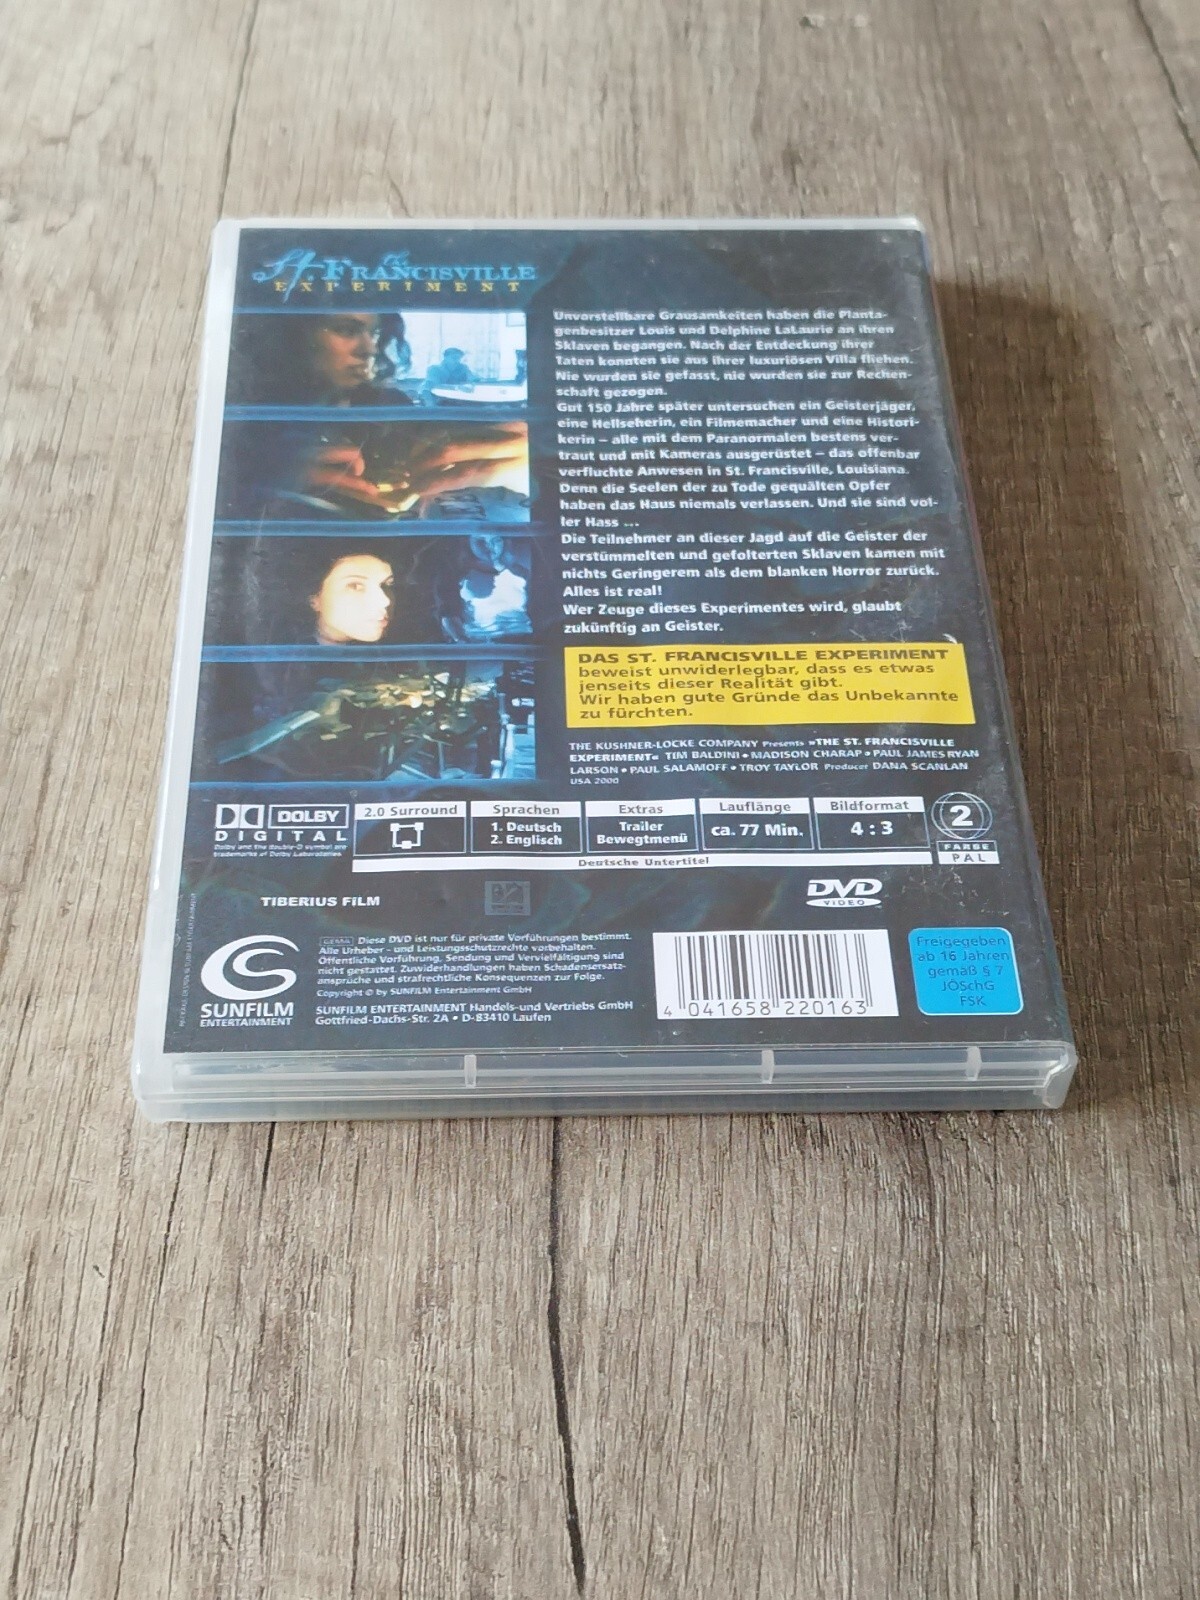 the
St. FRANCISVILLE
EXPERIMENT
Unvorstellbare Grausamkeiten haben die Planta-
genbesitzer Louis und Delphine LaLaurie an ihren
Sklaven begangen. Nach der Entdeckung ihrer
Taten konnten sie aus ihrer luxuriösen Villa fliehen.
Nie wurden sie gefasst, nie wurden sie zur Rechen-
schaft gezogen.
Gut 150 Jahre später untersuchen ein Geisterjäger,
eine Hellseherin, ein Filmemacher und eine Histori-
kerin – alle mit dem Paranormalen bestens ver-
traut und mit Kameras ausgerüstet – das offenbar
verfluchte Anwesen in St. Francisville, Louisiana.
Denn die Seelen der zu Tode gequälten Opfer
haben das Haus niemals verlassen. Und sie sind vol-
ler Hass ...
Die Teilnehmer an dieser Jagd auf die Geister der
verstümmelten und gefolterten Sklaven kamen mit
nichts Geringerem als dem blanken Horror zurück.
Alles ist real!
Wer Zeuge dieses Experimentes wird, glaubt
zukünftig an Geister.
DAS ST. FRANCISVILLE EXPERIMENT
beweist unwiderlegbar, dass es etwas
jenseits dieser Realität gibt.
Wir haben gute Gründe das Unbekannte
zu fürchten.
THE KUSHNER-LOCKE COMPANY Presents »THE ST. FRANCISVILLE
EXPERIMENT« TIM BALDINI • MADISON CHARAP • PAUL JAMES RYAN
LARSON • PAUL SALAMOFF • TROY TAYLOR Producer DANA SCANLAN
USA 2000
DOLBY
DIGITAL
Dolby and the double-D symbol are
trademarks of Dolby Laboratories.
2.0 Surround
Sprachen
1. Deutsch
2. Englisch
Extras
Trailer
Bewegtmenü
Lauflänge
ca. 77 Min.
Bildformat
4 : 3
2
FARBE
PAL
Deutsche Untertitel
TIBERIUS FILM
DVD
VIDEO
SUNFILM
ENTERTAINMENT
GEMA Diese DVD ist nur für private Vorführungen bestimmt.
Alle Urheber - und Leistungsschutzrechte vorbehalten.
Öffentliche Vorführung, Sendung und Vervielfältigung sind
nicht gestattet. Zuwiderhandlungen haben Schadensersatz-
ansprüche und strafrechtliche Konsequenzen zur Folge.
Copyright © by SUNFILM Entertainment GmbH
SUNFILM ENTERTAINMENT Handels-und Vertriebs GmbH
Gottfried-Dachs-Str. 2A • D-83410 Laufen
4 041658 220163
Freigegeben
ab 16 Jahren
gemäß § 7
JÖSchG
FSK